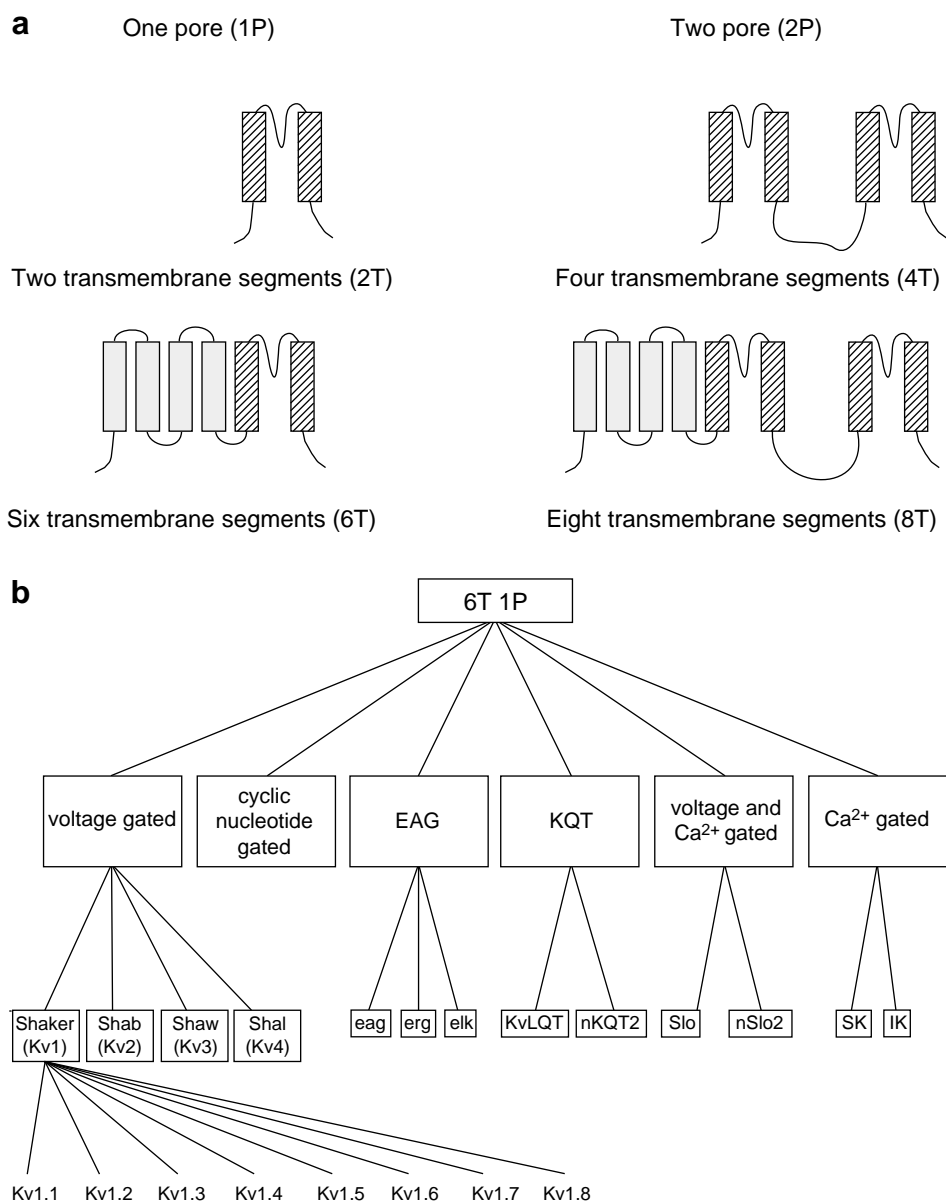 a
One pore (1P)
Two pore (2P)
Two transmembrane segments (2T)
Four transmembrane segments (4T)
Six transmembrane segments (6T)
Eight transmembrane segments (8T)
b
6T 1P
voltage gated
cyclic
nucleotide
gated
EAG
KQT
voltage and
Ca²⁺ gated
Ca²⁺ gated
Shaker
(Kv1)
Shab
(Kv2)
Shaw
(Kv3)
Shal
(Kv4)
eag
erg
elk
KvLQT
nKQT2
Slo
nSlo2
SK
IK
Kv1.1
Kv1.2
Kv1.3
Kv1.4
Kv1.5
Kv1.6
Kv1.7
Kv1.8